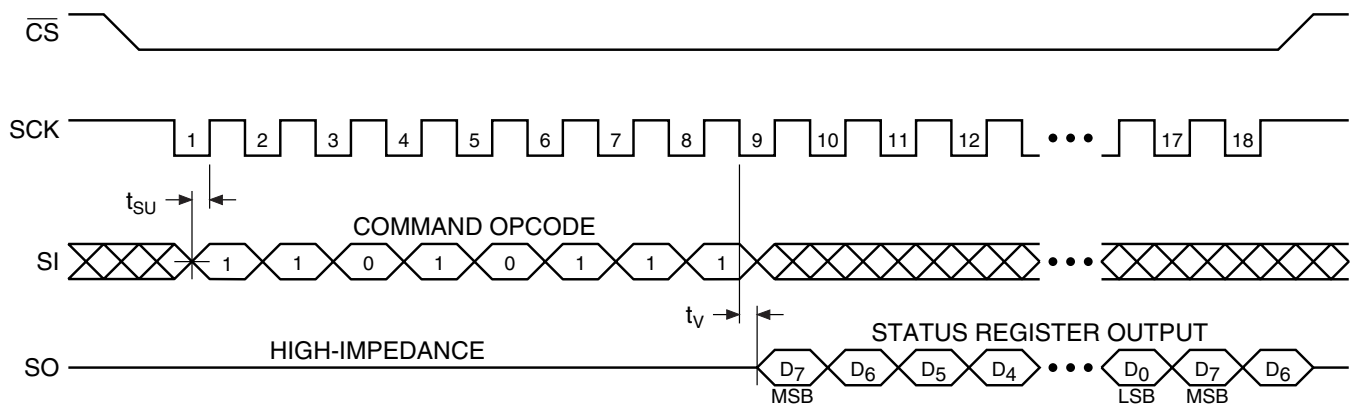 CS
SCK 1 2 3 4 5 6 7 8 9 10 11 12 ••• 17 18
tSU
COMMAND OPCODE
SI 1 1 0 1 0 1 1 1 •••
tV
STATUS REGISTER OUTPUT
HIGH-IMPEDANCE
SO D7 D6 D5 D4 ••• D0 D7 D6
MSB LSB MSB